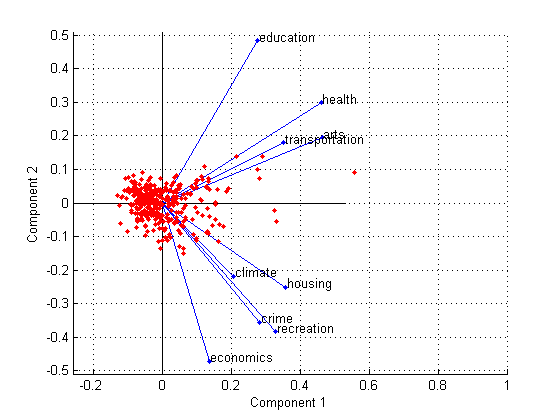 0.5
0.4
0.3
0.2
0.1
0
-0.1
-0.2
-0.3
-0.4
-0.5
Component 2
education
health
arts
transportation
climate
housing
crime
recreation
economics
-0.2 0 0.2 0.4 0.6 0.8 1
Component 1